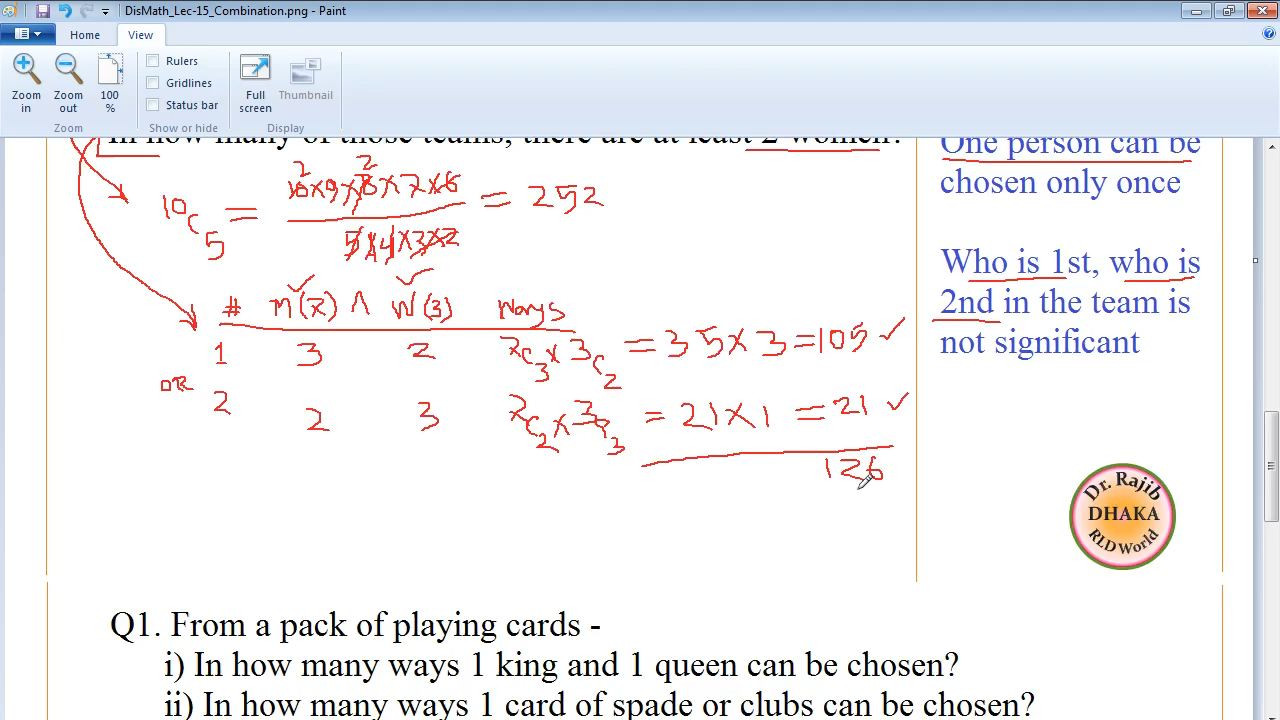 DisMath_Lec-15_Combination.png - Paint
Home
View
Zoom in
Zoom out
100 %
Rulers
Gridlines
Status bar
Full screen
Thumbnail
Zoom
Show or hide
Display
In how many of those teams, there are at least 2 women?
10C5 = 10×9×8×7×6 / 5×4×3×2 = 252
2 2
# M(7) ∧ W(3) Ways
1 3 2 7C3 × 3C2 = 35×3 = 105 ✓
OR
2 2 3 7C2 × 3C3 = 21×1 = 21 ✓
126
One person can be
chosen only once
Who is 1st, who is
2nd in the team is
not significant
Dr. Rajib
DHAKA
RLD World
Q1. From a pack of playing cards -
i) In how many ways 1 king and 1 queen can be chosen?
ii) In how many ways 1 card of spade or clubs can be chosen?